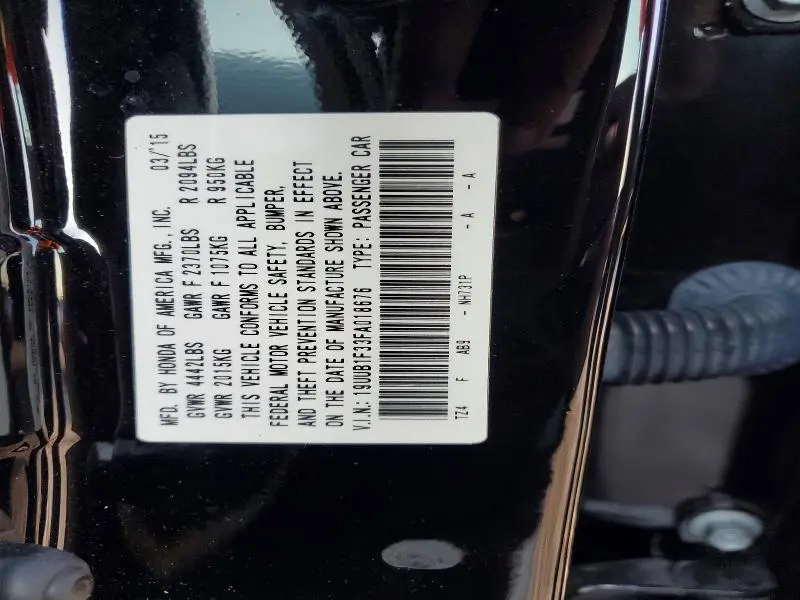 MFD. BY HONDA OF AMERICA MFG., INC. 03/'15
GVWR 4442LBS GAWR F 2370LBS R 2094LBS
GVWR 2015KG GAWR F 1075KG R 950KG
THIS VEHICLE CONFORMS TO ALL APPLICABLE
FEDERAL MOTOR VEHICLE SAFETY, BUMPER,
AND THEFT PREVENTION STANDARDS IN EFFECT
ON THE DATE OF MANUFACTURE SHOWN ABOVE.
V.I.N.: 19UUB1F33FA018676 TYPE: PASSENGER CAR
TZ4 F AB9 - NH731P - A - A